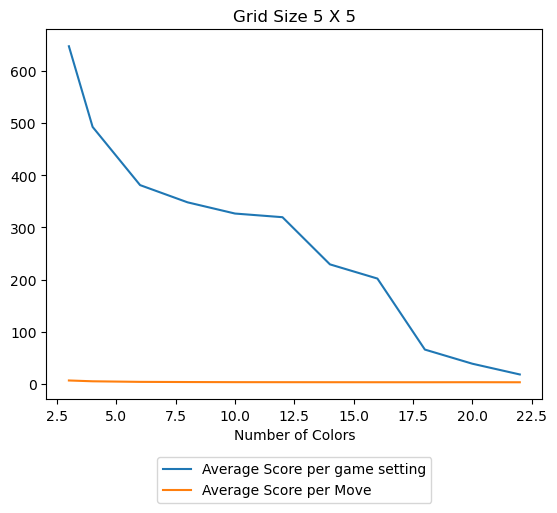 Grid Size 5 X 5
600
500
400
300
200
100
0
2.5 5.0 7.5 10.0 12.5 15.0 17.5 20.0 22.5
Number of Colors
Average Score per game setting
Average Score per Move